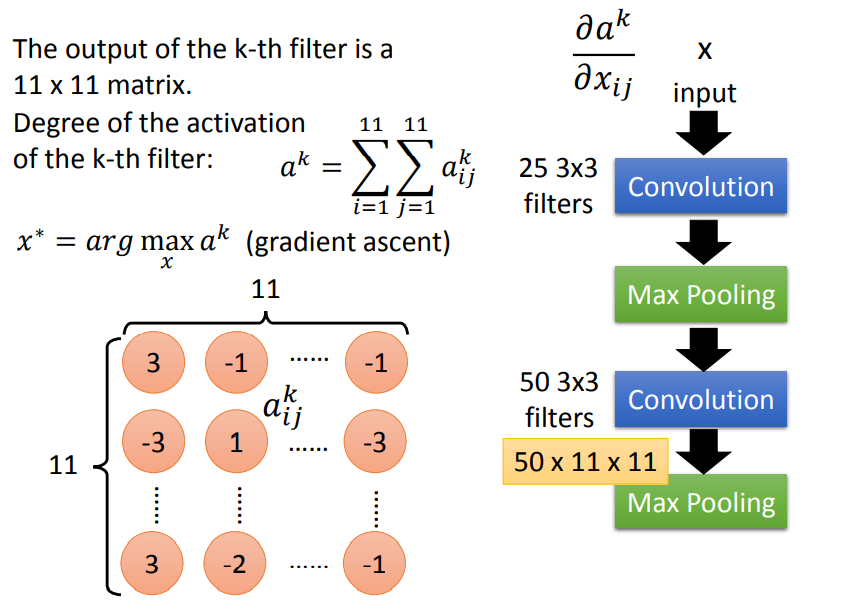 The output of the k-th filter is a
11 x 11 matrix.
Degree of the activation
of the k-th filter:
a^k = \sum_{i=1}^{11} \sum_{j=1}^{11} a_{ij}^k
x^* = arg max_x a^k (gradient ascent)
11
11
3 -1 ...... -1
a_{ij}^k
-3 1 ...... -3
...... ...... ......
3 -2 ...... -1
∂a^k
∂x_{ij}
x
input
25 3x3
filters
Convolution
Max Pooling
50 3x3
filters
Convolution
50 x 11 x 11
Max Pooling